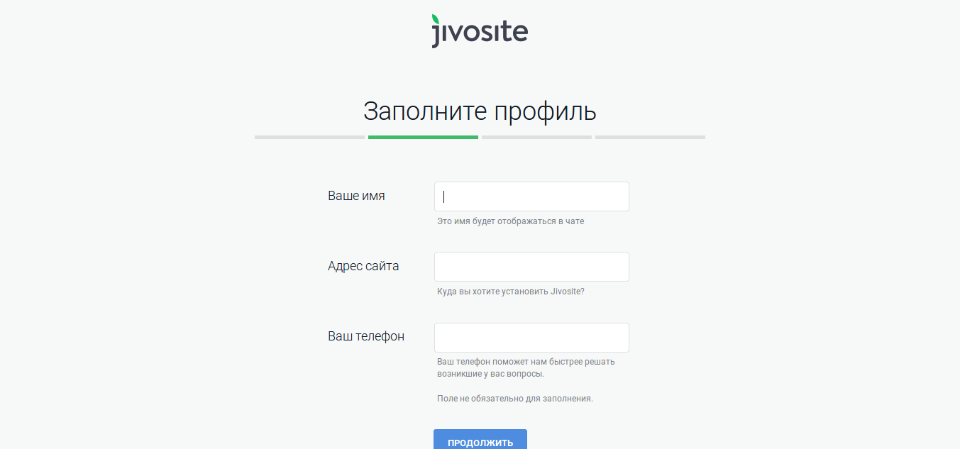 jivosite
Заполните профиль
Ваше имя
Это имя будет отображаться в чате
Адрес сайта
Куда вы хотите установить Jivosite?
Ваш телефон
Ваш телефон поможет нам быстрее решать
возникшие у вас вопросы.
Поле не обязательно для заполнения.
ПРОДОЛЖИТЬ